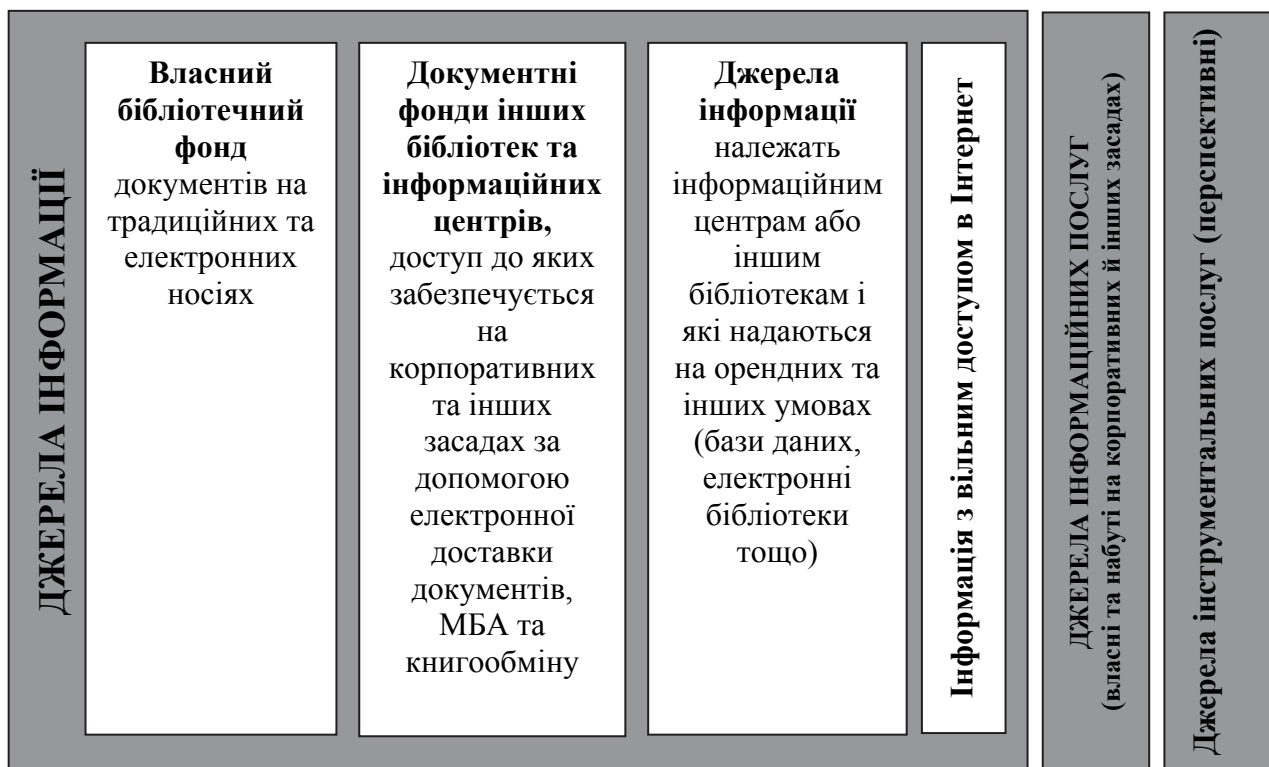 ДЖЕРЕЛА ІНФОРМАЦІЇ
Власний
бібліотечний
фонд
документів на
традиційних та
електронних
носіях
Документні
фонди інших
бібліотек та
інформаційних
центрів,
доступ до яких
забезпечується
на
корпоративних
та інших
засадах за
допомогою
електронної
доставки
документів,
МБА та
книгообміну
Джерела
інформації
належать
інформаційним
центрам або
іншим
бібліотекам і
які надаються
на орендних та
інших умовах
(бази даних,
електронні
бібліотеки
тощо)
Інформація з вільним доступом в Інтернет
ДЖЕРЕЛА ІНФОРМАЦІЙНИХ ПОСЛУГ
(власні та набуті на корпоративних й інших засадах)
Джерела інструментальних послуг (перспективні)